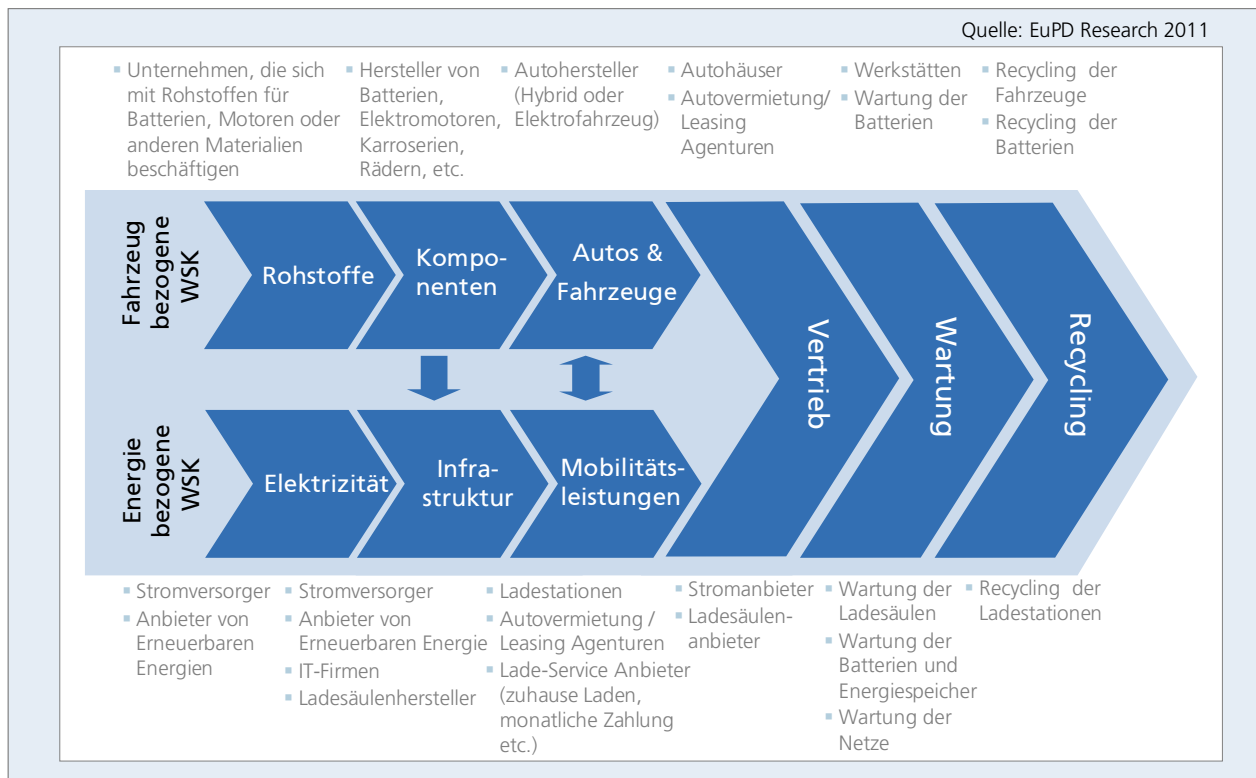 Quelle: EuPD Research 2011
Unternehmen, die sich
mit Rohstoffen für
Batterien, Motoren oder
anderen Materialien
beschäftigen
Hersteller von
Batterien,
Elektromotoren,
Karroserien,
Rädern, etc.
Autohersteller
(Hybrid oder
Elektrofahrzeug)
Autohäuser
Autovermietung/
Leasing
Agenturen
Werkstätten
Wartung der
Batterien
Recycling der
Fahrzeuge
Recycling der
Batterien
Fahrzeug
bezogene
WSK
Rohstoffe
Kompo-
nenten
Autos &
Fahrzeuge
Vertrieb
Wartung
Recycling
Energie
bezogene
WSK
Elektrizität
Infra-
struktur
Mobilitäts-
leistungen
Stromversorger
Anbieter von
Erneuerbaren
Energien
Stromversorger
Anbieter von
Erneuerbaren Energie
IT-Firmen
Ladesäulenhersteller
Ladestationen
Autovermietung /
Leasing Agenturen
Lade-Service Anbieter
(zuhause Laden,
monatliche Zahlung
etc.)
Stromanbieter
Ladesäulen-
anbieter
Wartung der
Ladesäulen
Wartung der
Batterien und
Energiespeicher
Wartung der
Netze
Recycling der
Ladestationen